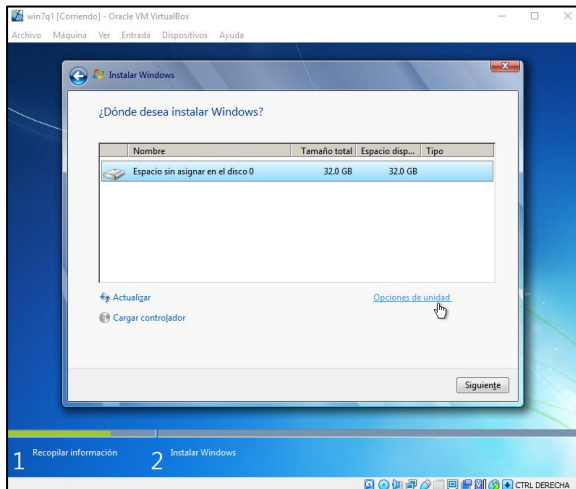 win7q1 [Corriendo] - Oracle VM VirtualBox
Archivo Máquina Ver Entrada Dispositivos Ayuda
Instalar Windows
¿Dónde desea instalar Windows?
Nombre Tamaño total Espacio disp... Tipo
Espacio sin asignar en el disco 0 32.0 GB 32.0 GB
Actualizar Opciones de unidad
Cargar controlador
Siguiente
1 Recopilar información 2 Instalar Windows
CTRL DERECHA